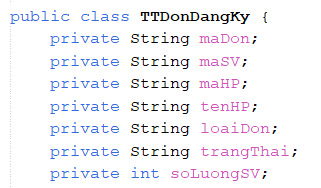 public class TTDonDangKy {
private String maDon;
private String maSV;
private String maHP;
private String tenHP;
private String loaiDon;
private String trangThai;
private int soLuongSV;